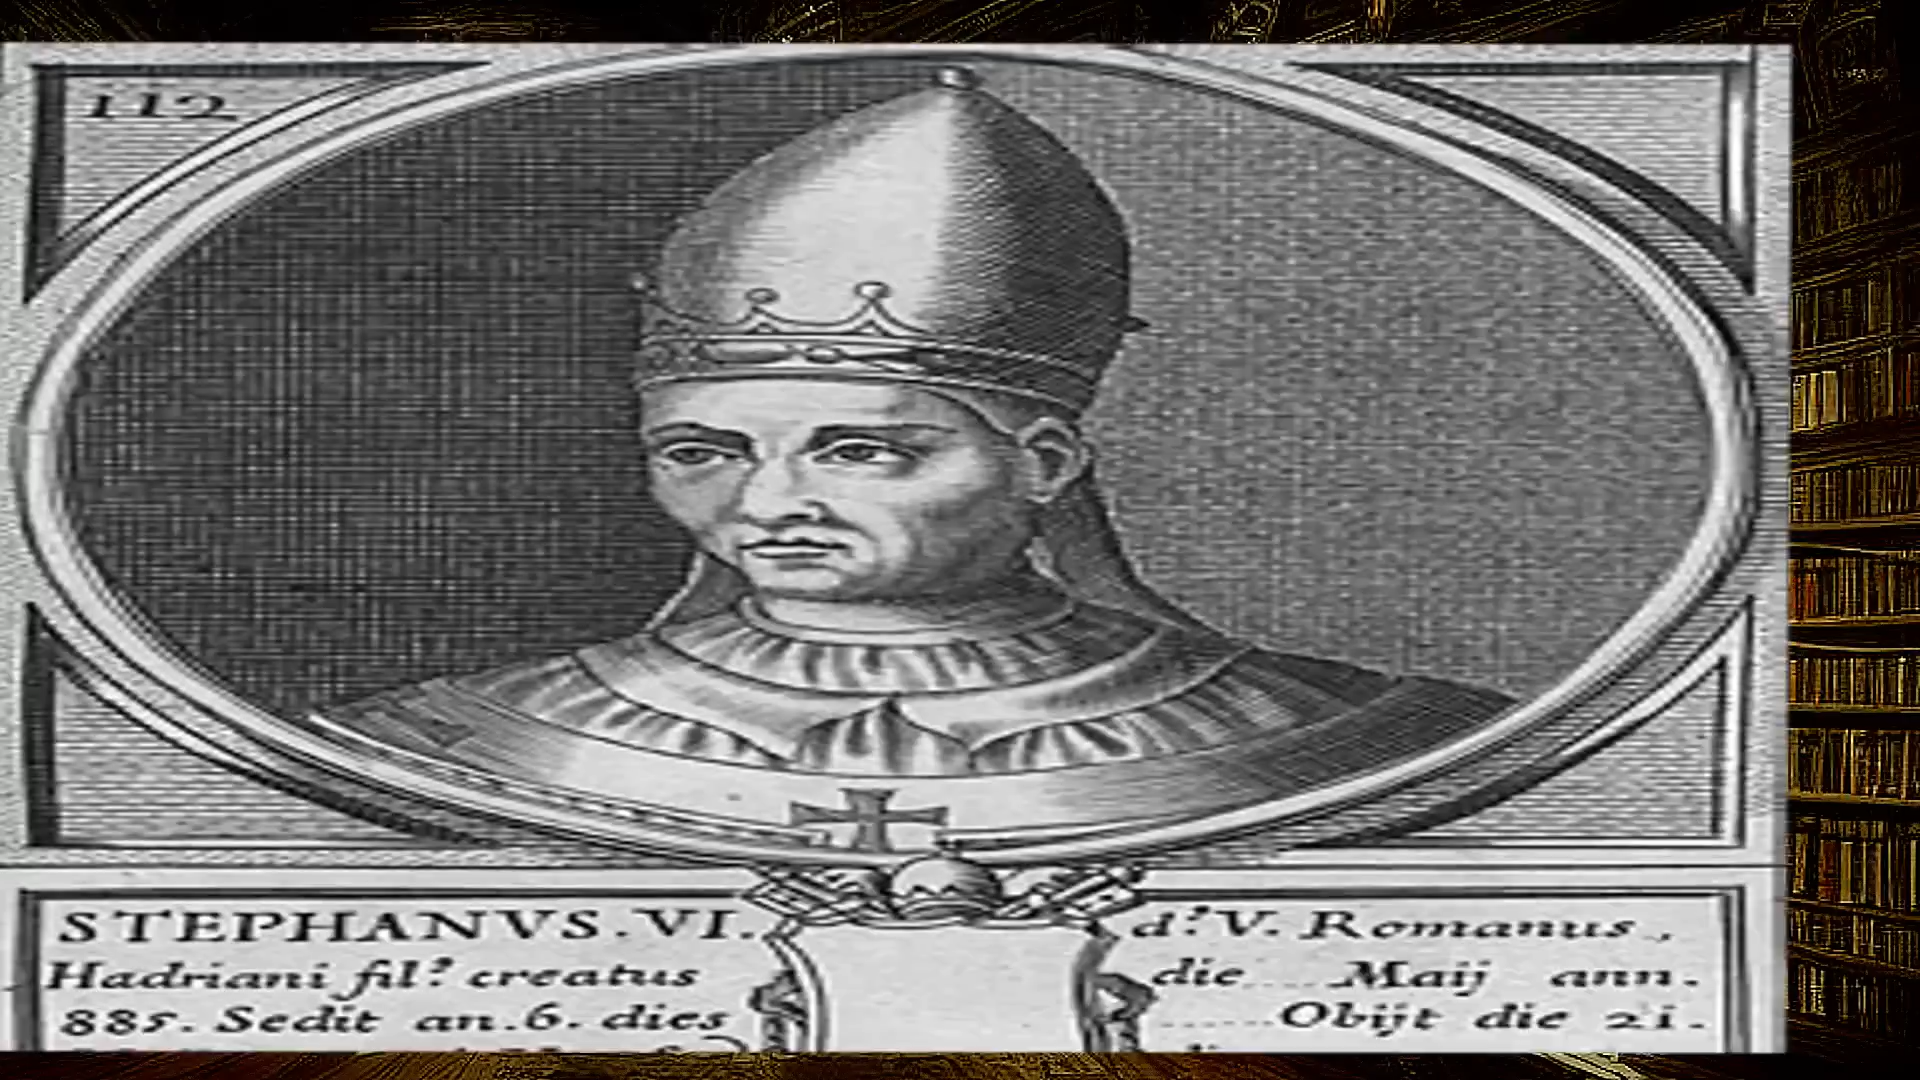 112
STEPHANVS.VI. d? V. Romanus,
Hadriani fil? creatus die .... Maij ann.
885. Sedit an.6. dies ....... Obijt die 21.